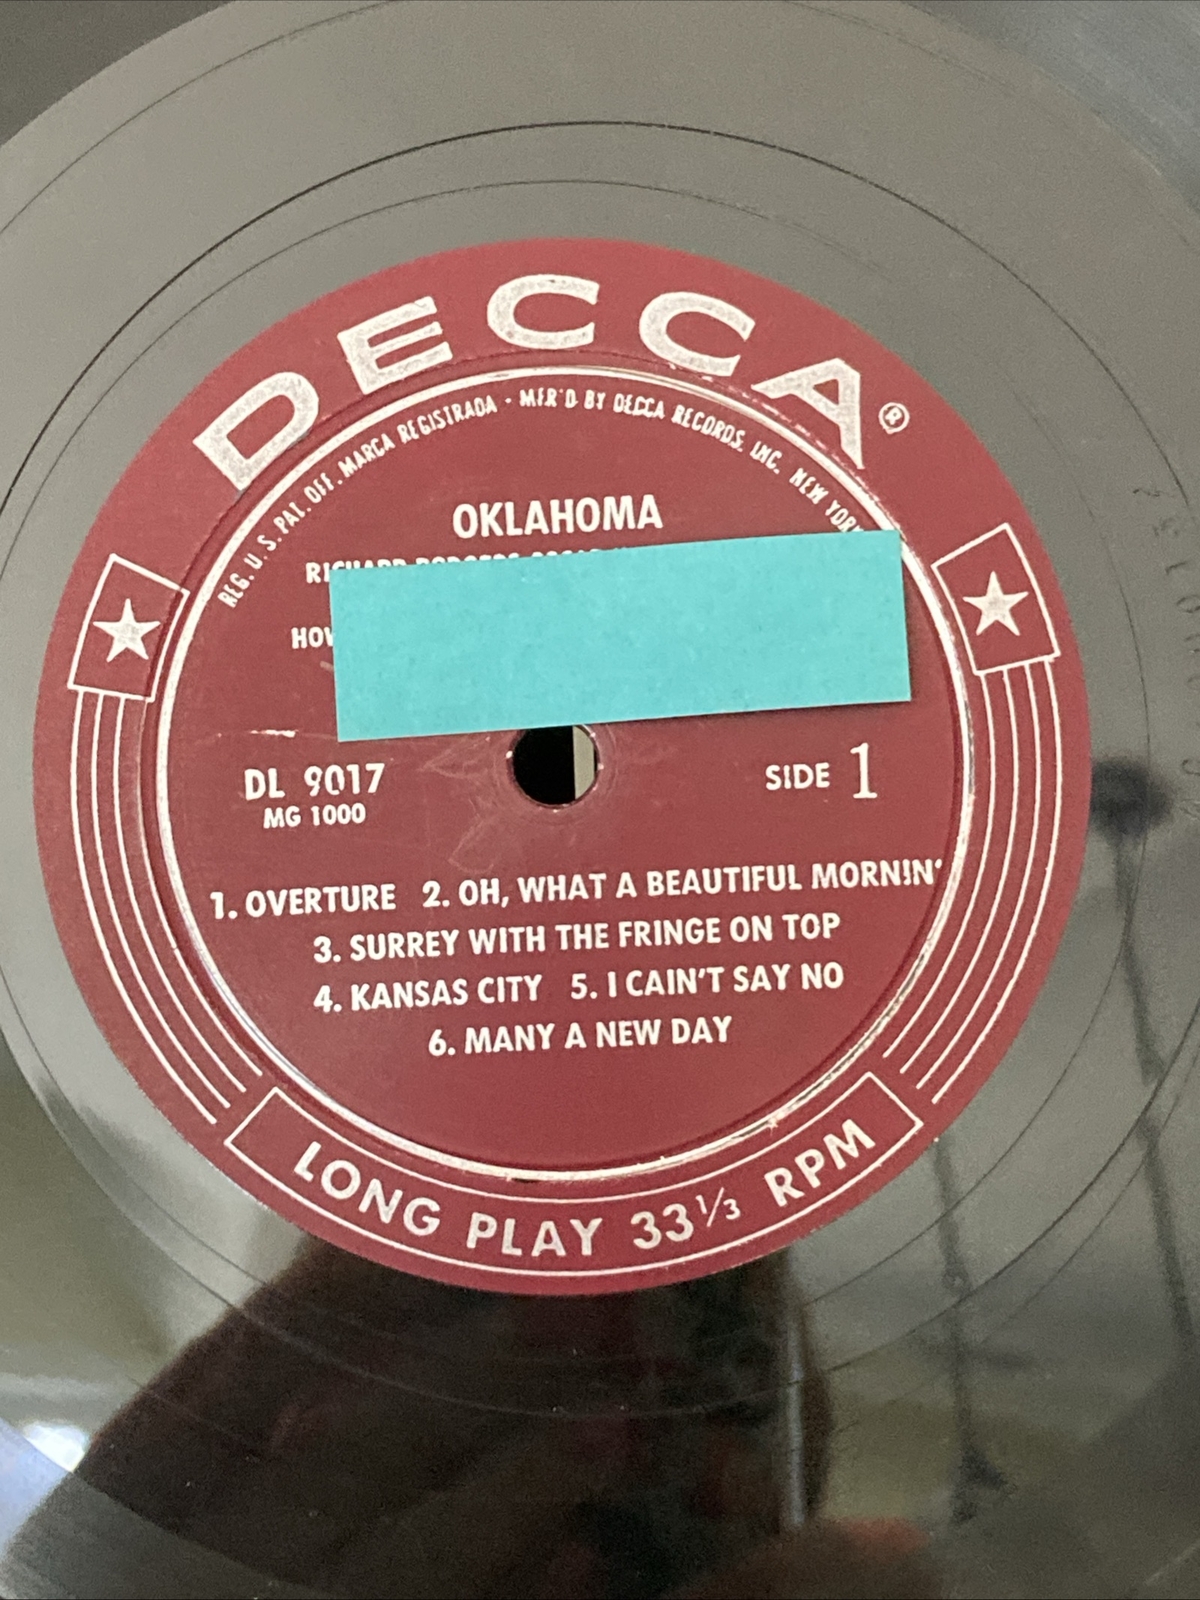 DECCA®
REG. U. S. PAT. OFF. MARCA REGISTRADA · MFR'D BY DECCA RECORDS, INC. NEW YORK
OKLAHOMA
RICHARD RODGERS
DL 9017
MG 1000
SIDE 1
1. OVERTURE 2. OH, WHAT A BEAUTIFUL MORNIN'
3. SURREY WITH THE FRINGE ON TOP
4. KANSAS CITY 5. I CAIN'T SAY NO
6. MANY A NEW DAY
LONG PLAY 33⅓ RPM